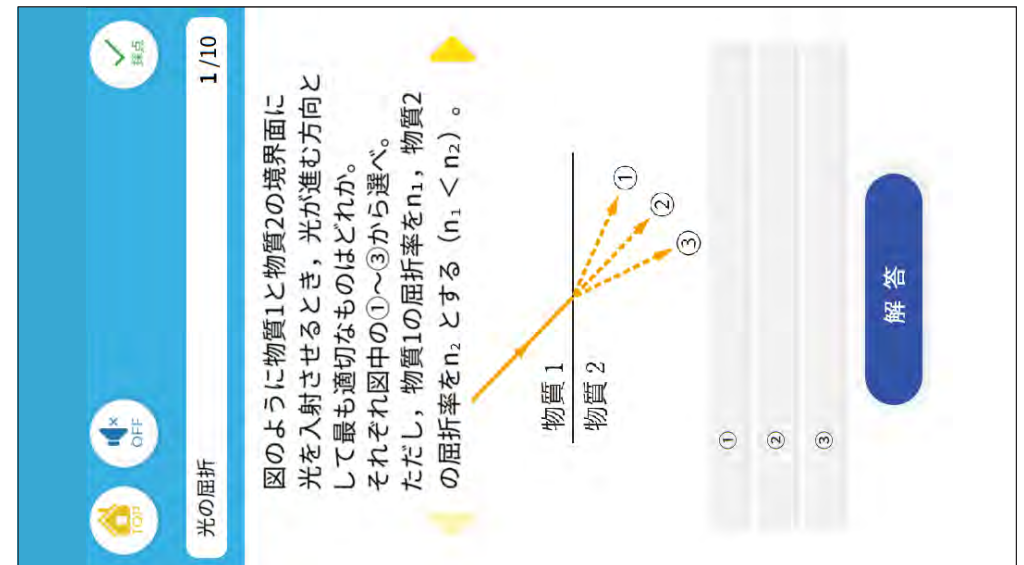 TOP
OFF
採点
光の屈折
1/10
図のように物質1と物質2の境界面に
光を入射させるとき，光が進む方向と
して最も適切なものはどれか。
それぞれ図中の①～③から選べ。
ただし，物質1の屈折率をn₁，物質2
の屈折率をn₂ とする（n₁ < n₂）。
物質 1
物質 2
①
②
③
①
②
③
解答